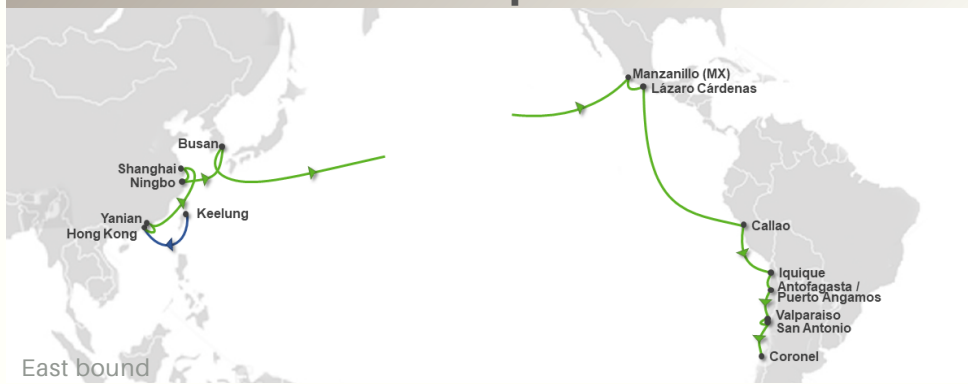 Busan
Shanghai
Ningbo
Keelung
Yanian
Hong Kong
Manzanillo (MX)
Lázaro Cárdenas
Callao
Iquique
Antofagasta /
Puerto Angamos
Valparaiso
San Antonio
Coronel
East bound